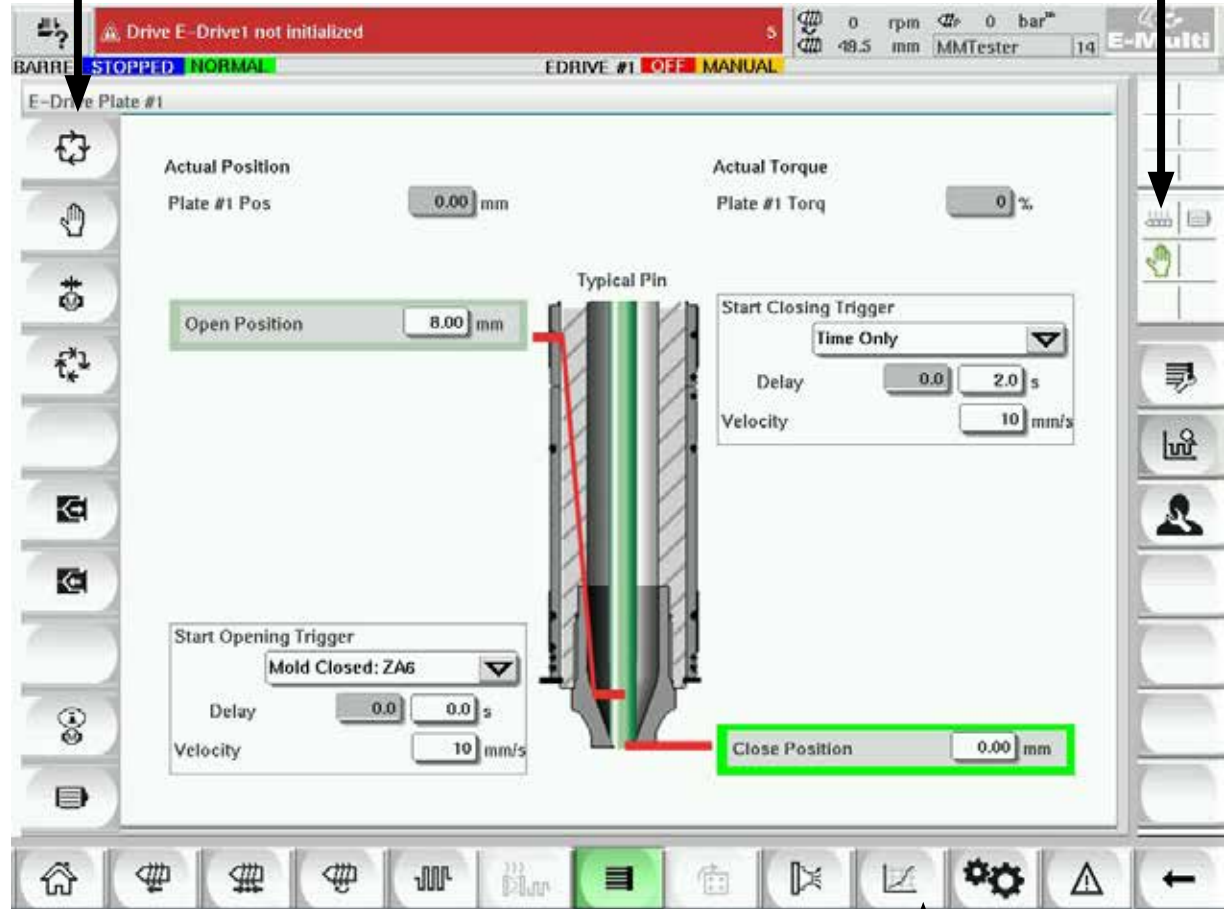 Drive E-Drive1 not initialized 5
0 rpm 0 bar
48.5 mm MMTester 14
E-Multi
BARRE STOPPED NORMAL EDRIVE #1 OFF MANUAL
E-Drive Plate #1
Actual Position Actual Torque
Plate #1 Pos 0.00 mm Plate #1 Torq 0 %
Typical Pin
Open Position 8.00 mm
Start Closing Trigger
Time Only
Delay 0.0 2.0 s
Velocity 10 mm/s
Start Opening Trigger
Mold Closed: ZA6
Delay 0.0 0.0 s
Velocity 10 mm/s
Close Position 0.00 mm